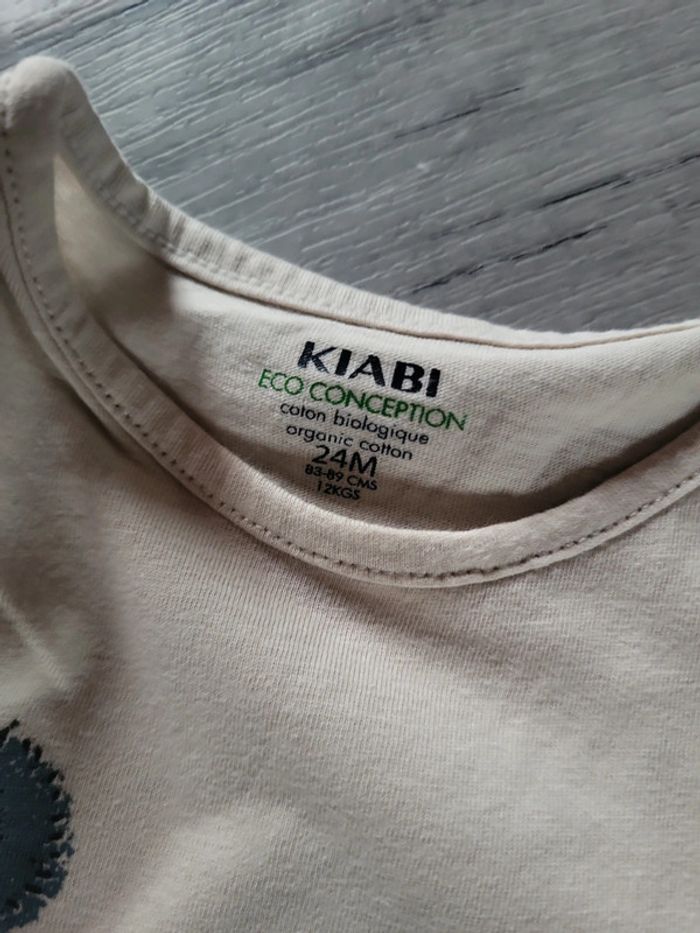 KIABI
ECO CONCEPTION
coton biologique
organic cotton
24M
83-89 CMS
12KGS